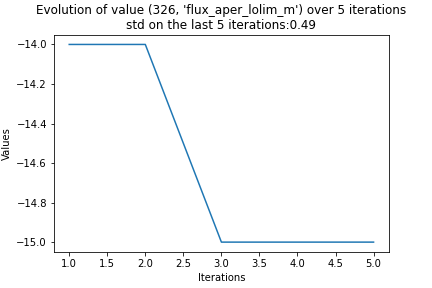 Evolution of value (326, 'flux_aper_lolim_m') over 5 iterations
std on the last 5 iterations:0.49
−14.0
−14.2
−14.4
−14.6
−14.8
−15.0
Values
1.0 1.5 2.0 2.5 3.0 3.5 4.0 4.5 5.0
Iterations